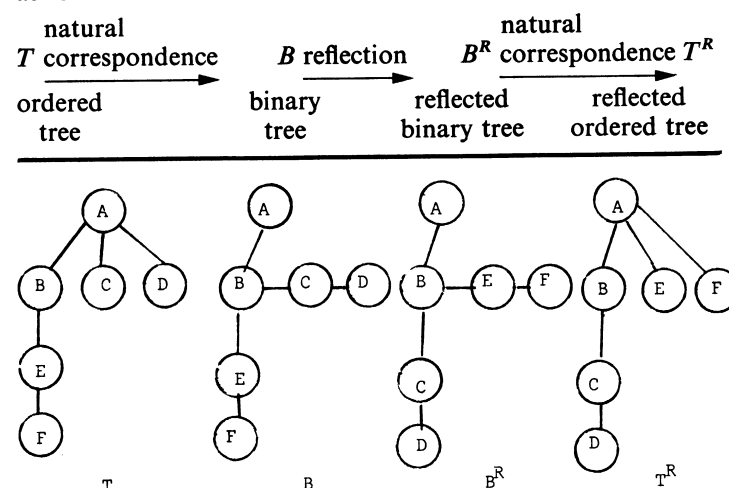 natural natural
T correspondence B reflection B^R correspondence T^R
ordered binary reflected reflected
tree tree binary tree ordered tree
A A A A
B C D B C D B E F B E F
E E C C
F F D D
T B B^R T^R